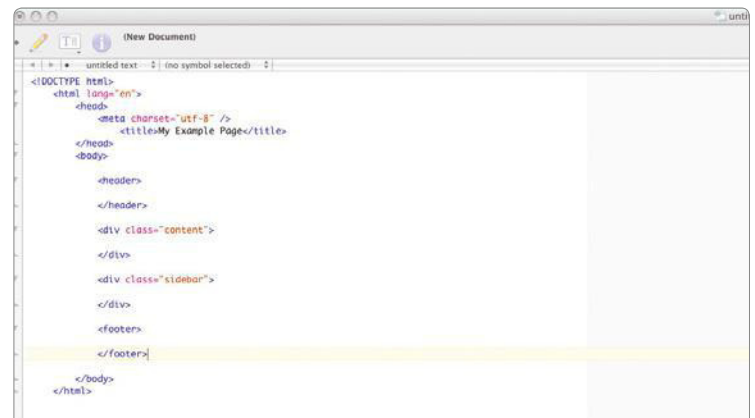 unti
(New Document)
untitled text (no symbol selected)
<!DOCTYPE html>
<html lang="en">
<head>
<meta charset="utf-8" />
<title>My Example Page</title>
</head>
<body>
<header>
</header>
<div class="content">
</div>
<div class="sidebar">
</div>
<footer>
</footer>
</body>
</html>